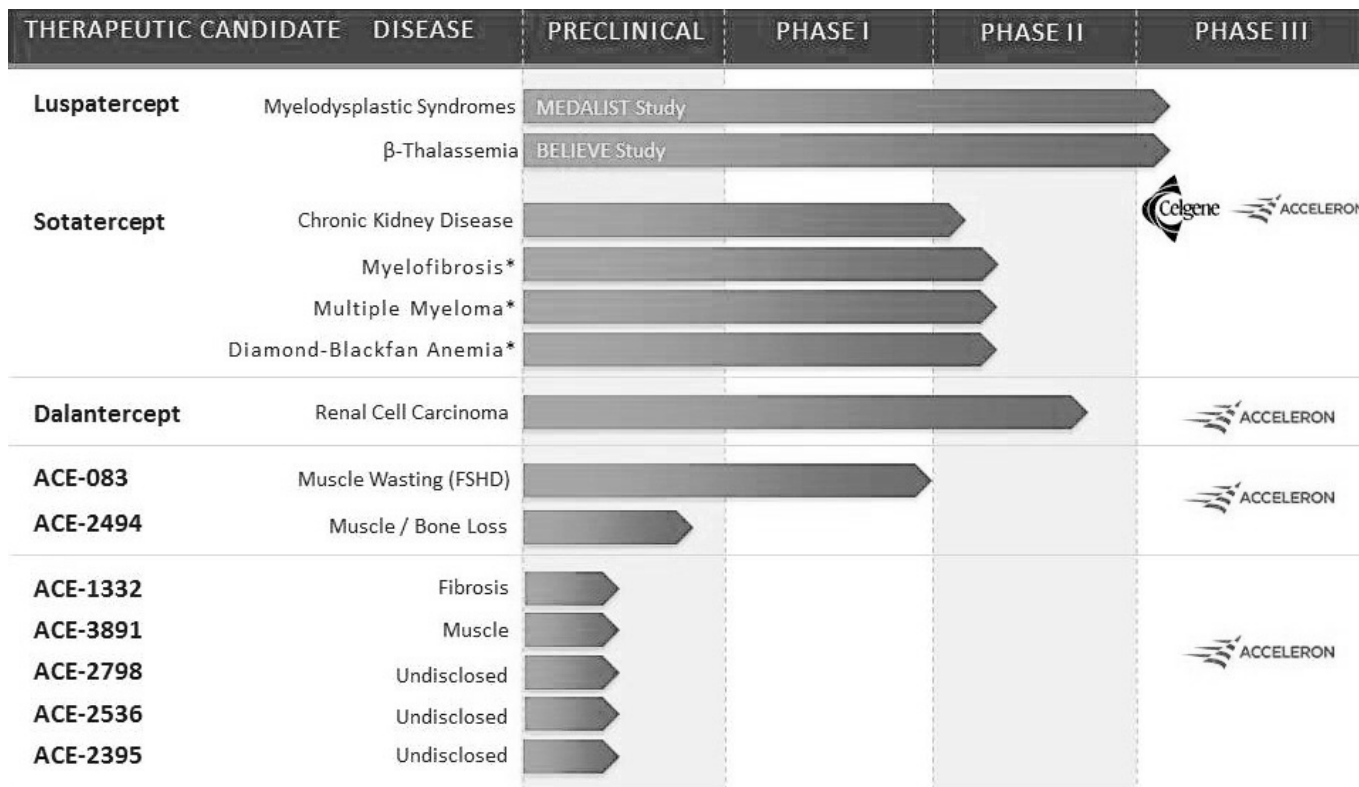 THERAPEUTIC CANDIDATE DISEASE PRECLINICAL PHASE I PHASE II PHASE III
Luspatercept Myelodysplastic Syndromes MEDALIST Study
β-Thalassemia BELIEVE Study
Celgene ACCELERON
Sotatercept Chronic Kidney Disease
Myelofibrosis*
Multiple Myeloma*
Diamond-Blackfan Anemia*
Dalantercept Renal Cell Carcinoma ACCELERON
ACE-083 Muscle Wasting (FSHD)
ACCELERON
ACE-2494 Muscle / Bone Loss
ACE-1332 Fibrosis
ACE-3891 Muscle
ACCELERON
ACE-2798 Undisclosed
ACE-2536 Undisclosed
ACE-2395 Undisclosed